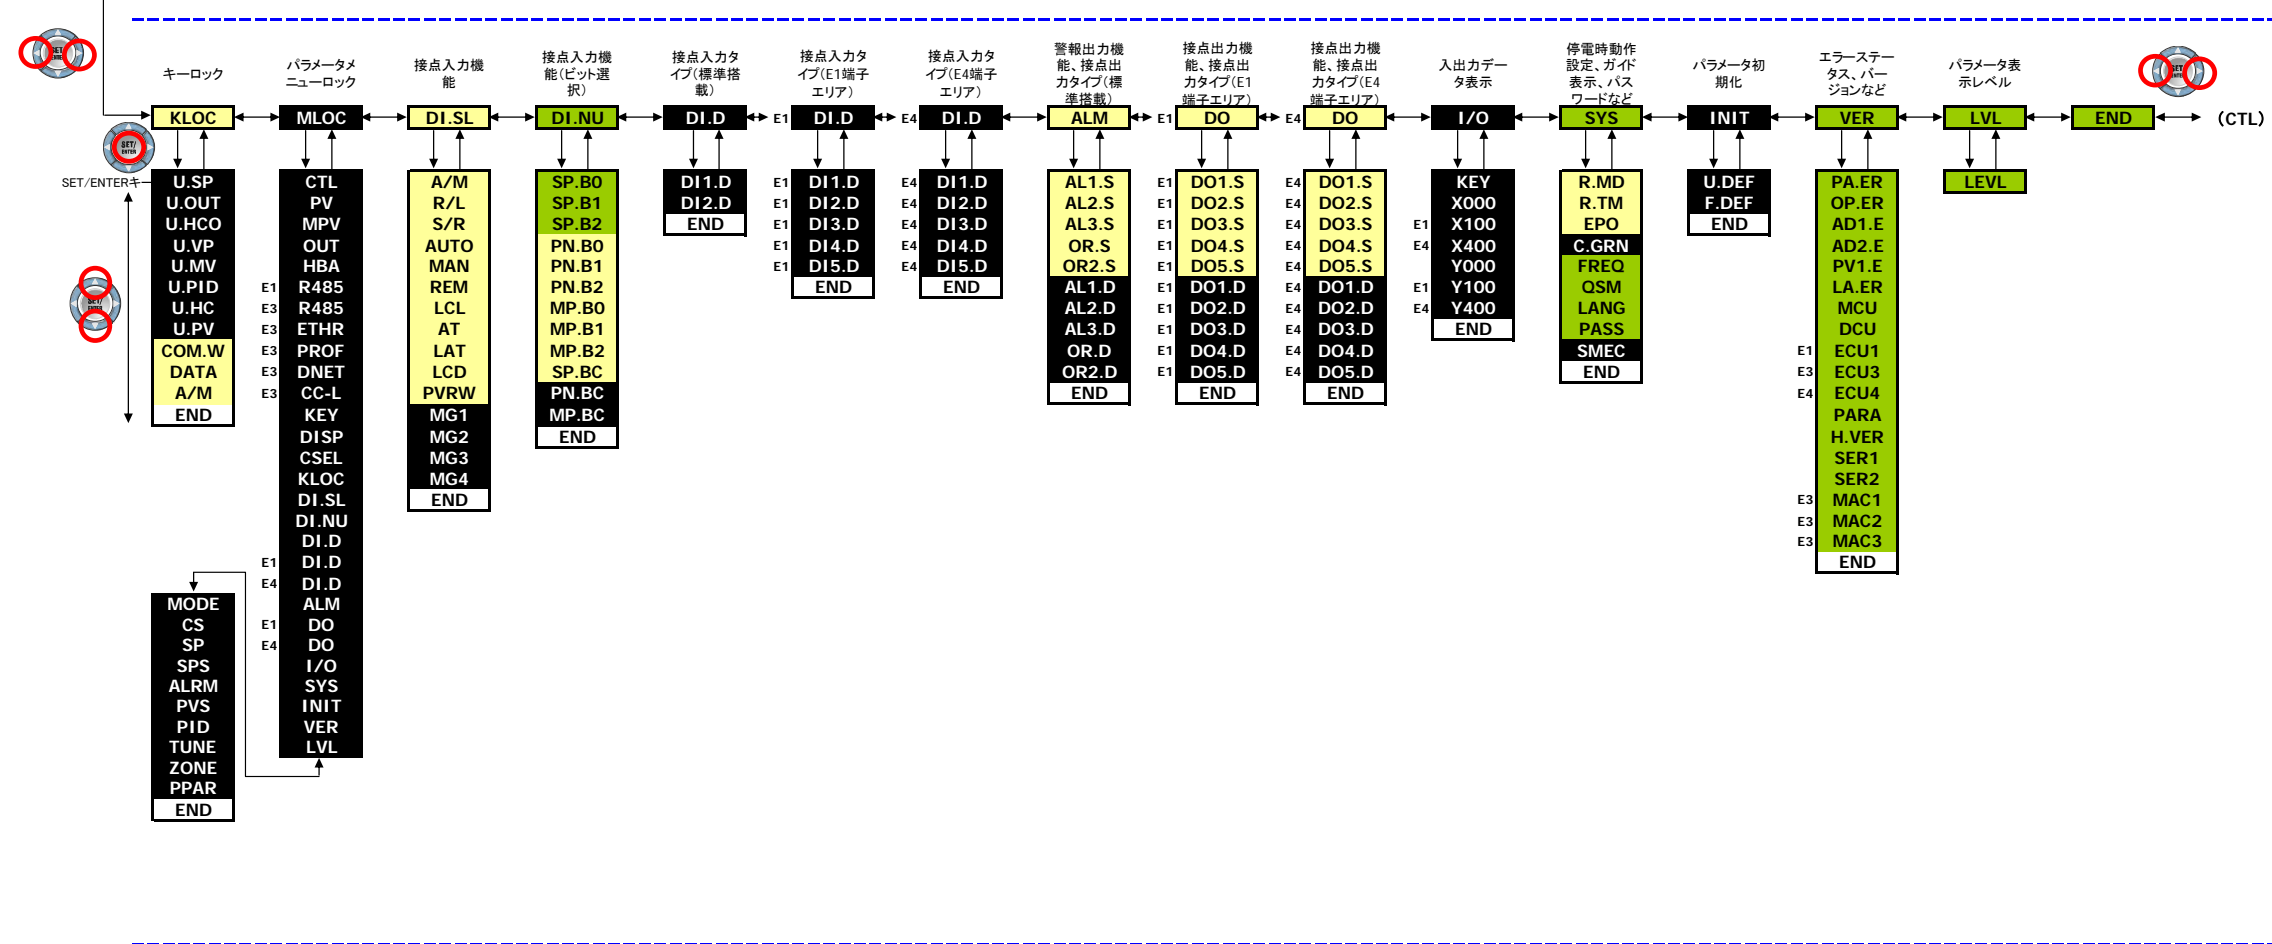 キーロック
パラメータメ
ニューロック
接点入力機
能
接点入力機
能(ビット選
択)
接点入力タ
イプ(標準搭
載)
接点入力タ
イプ(E1端子
エリア)
接点入力タ
イプ(E4端子
エリア)
警報出力機
能、接点出
力タイプ(標
準搭載)
接点出力機
能、接点出
力タイプ(E1
端子エリア)
接点出力機
能、接点出
力タイプ(E4
端子エリア)
入出力デー
タ表示
停電時動作
設定、ガイド
表示、パス
ワードなど
パラメータ初
期化
エラーステー
タス、バー
ジョンなど
パラメータ表
示レベル
KLOC MLOC DI.SL DI.NU DI.D E1 DI.D E4 DI.D ALM E1 DO E4 DO I/O SYS INIT VER LVL END (CTL)
SET/
ENTER
SET/ENTERキー
U.SP
U.OUT
U.HCO
U.VP
U.MV
U.PID
U.HC
U.PV
COM.W
DATA
A/M
END
MODE
CS
SP
SPS
ALRM
PVS
PID
TUNE
ZONE
PPAR
END
CTL
PV
MPV
OUT
HBA
E1 R485
E3 R485
E3 ETHR
E3 PROF
E3 DNET
E3 CC-L
KEY
DISP
CSEL
KLOC
DI.SL
DI.NU
DI.D
E1 DI.D
E4 DI.D
ALM
E1 DO
E4 DO
I/O
SYS
INIT
VER
LVL
A/M
R/L
S/R
AUTO
MAN
REM
LCL
AT
LAT
LCD
PVRW
MG1
MG2
MG3
MG4
END
SP.B0
SP.B1
SP.B2
PN.B0
PN.B1
PN.B2
MP.B0
MP.B1
MP.B2
SP.BC
PN.BC
MP.BC
END
DI1.D
DI2.D
END
E1 DI1.D
E1 DI2.D
E1 DI3.D
E1 DI4.D
E1 DI5.D
END
E4 DI1.D
E4 DI2.D
E4 DI3.D
E4 DI4.D
E4 DI5.D
END
AL1.S
AL2.S
AL3.S
OR.S
OR2.S
AL1.D
AL2.D
AL3.D
OR.D
OR2.D
END
E1 DO1.S
E1 DO2.S
E1 DO3.S
E1 DO4.S
E1 DO5.S
E1 DO1.D
E1 DO2.D
E1 DO3.D
E1 DO4.D
E1 DO5.D
END
E4 DO1.S
E4 DO2.S
E4 DO3.S
E4 DO4.S
E4 DO5.S
E4 DO1.D
E4 DO2.D
E4 DO3.D
E4 DO4.D
E4 DO5.D
END
KEY
X000
E1 X100
E4 X400
Y000
E1 Y100
E4 Y400
END
R.MD
R.TM
EPO
C.GRN
FREQ
QSM
LANG
PASS
SMEC
END
U.DEF
F.DEF
END
PA.ER
OP.ER
AD1.E
AD2.E
PV1.E
LA.ER
MCU
DCU
E1 ECU1
E3 ECU3
E4 ECU4
PARA
H.VER
SER1
SER2
E3 MAC1
E3 MAC2
E3 MAC3
END
LEVL